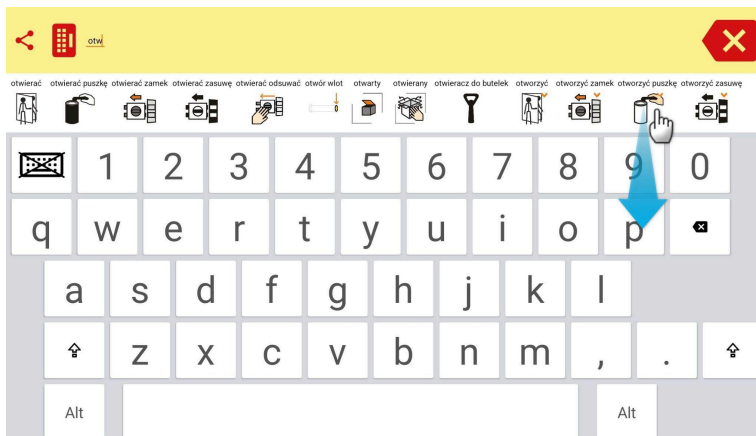 otw
otwierać otwierać puszkę otwierać zamek otwierać zasuwę otwierać odsuwać otwór wlot otwarty otwierany otwieracz do butelek otworzyć otworzyć zamek otworzyć puszkę otworzyć zasuwę
1 2 3 4 5 6 7 8 9 0
q w e r t y u i o p
a s d f g h j k l
z x c v b n m , .
Alt Alt